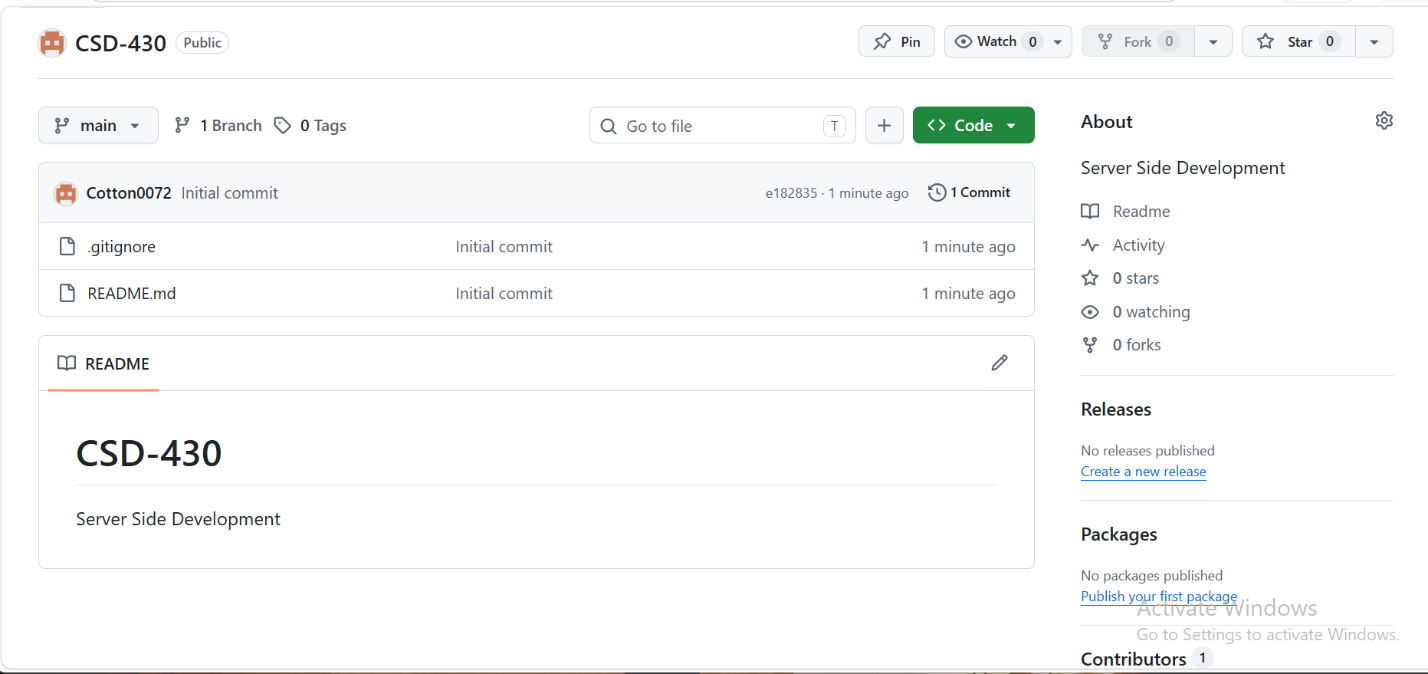 CSD-430 Public Pin Watch 0 Fork 0 Star 0
main 1 Branch 0 Tags Go to file T Code
Cotton0072 Initial commit e182835 · 1 minute ago 1 Commit
.gitignore Initial commit 1 minute ago
README.md Initial commit 1 minute ago
README
CSD-430
Server Side Development
About
Server Side Development
Readme
Activity
0 stars
0 watching
0 forks
Releases
No releases published
Create a new release
Packages
No packages published
Publish your first package
Activate Windows
Go to Settings to activate Windows.
Contributors 1